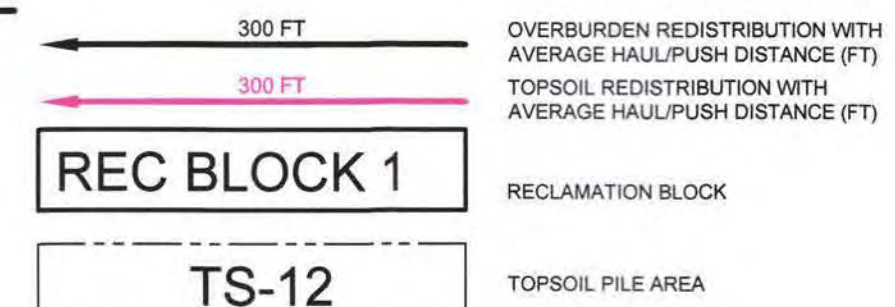 300 FT
OVERBURDEN REDISTRIBUTION WITH
AVERAGE HAUL/PUSH DISTANCE (FT)
300 FT
TOPSOIL REDISTRIBUTION WITH
AVERAGE HAUL/PUSH DISTANCE (FT)
REC BLOCK 1
RECLAMATION BLOCK
TS-12
TOPSOIL PILE AREA